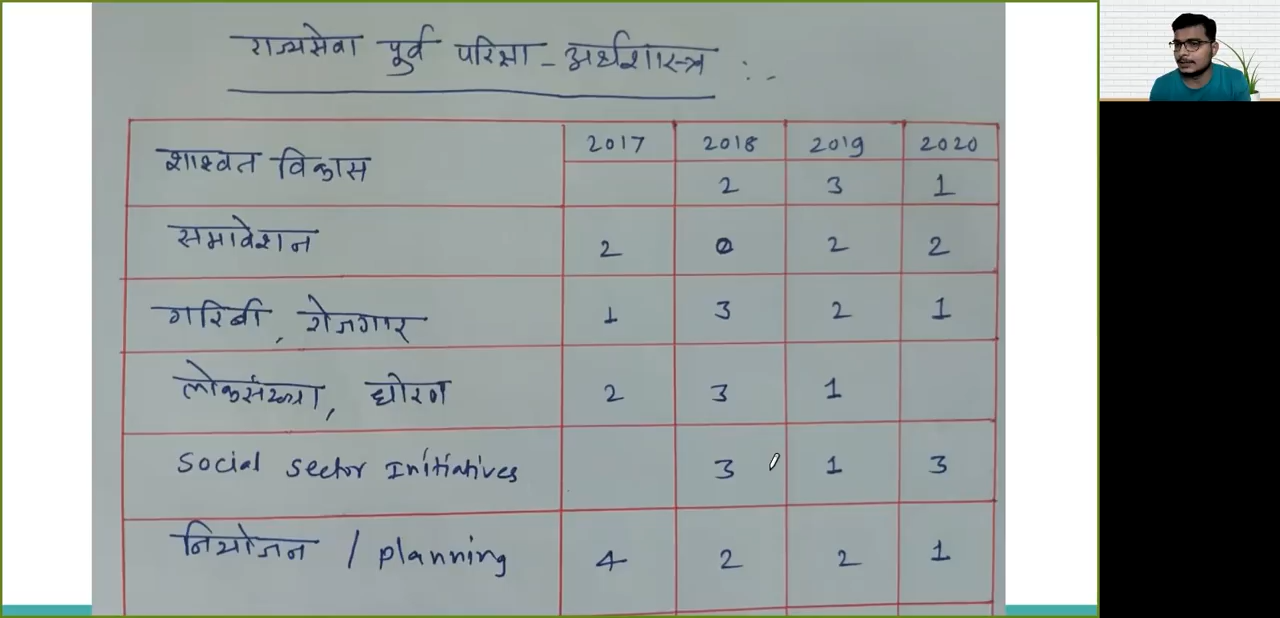 राज्यसेवा पुर्व परिक्षा - अर्थशास्त्र :-
शाश्वत विकास 2017 2018 2019 2020
2 3 1
समावेशन 2 0 2 2
गरिबी, रोजगार 1 3 2 1
लोकसंख्या, धोरण 2 3 1
Social Sector Initiatives 3 1 3
नियोजन / planning 4 2 2 1